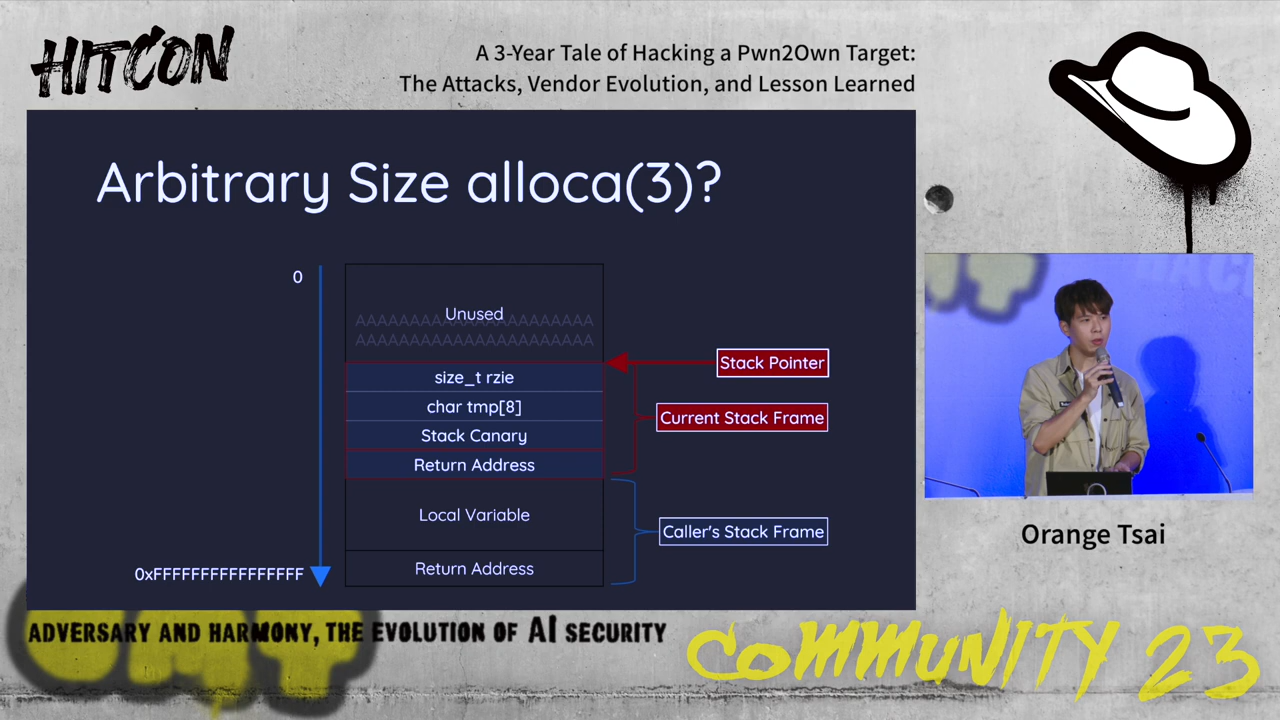 HITCON
A 3-Year Tale of Hacking a Pwn2Own Target:
The Attacks, Vendor Evolution, and Lesson Learned
Arbitrary Size alloca(3)?
0
Unused
AAAAAAAAAAAAAAAAAAAAAA
AAAAAAAAAAAAAAAAAAAAAA
Stack Pointer
size_t rzie
char tmp[8]
Current Stack Frame
Stack Canary
Return Address
Local Variable
Caller's Stack Frame
Return Address
0xFFFFFFFFFFFFFFFF
Orange Tsai
ADVERSARY AND HARMONY, THE EVOLUTION OF AI SECURITY
COMMUNITY 23